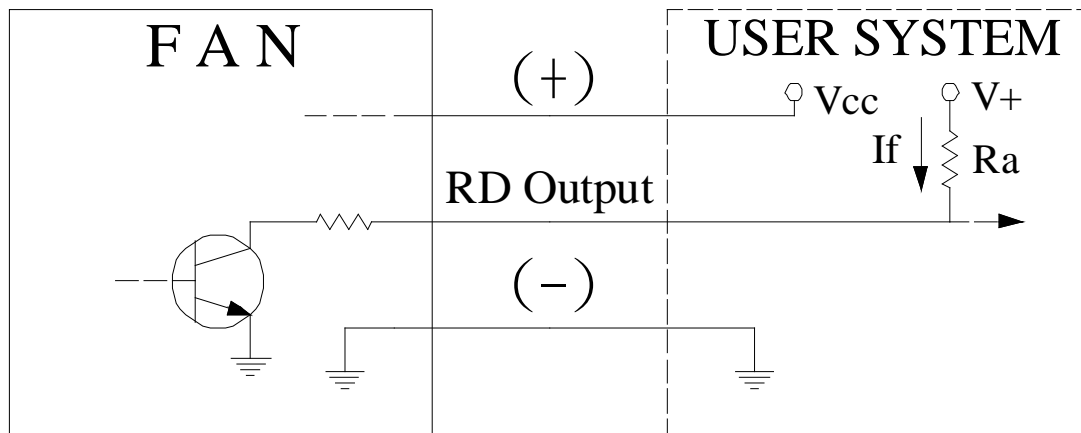 F A N
USER SYSTEM
(+)
Vcc
V+
If
Ra
RD Output
(-)